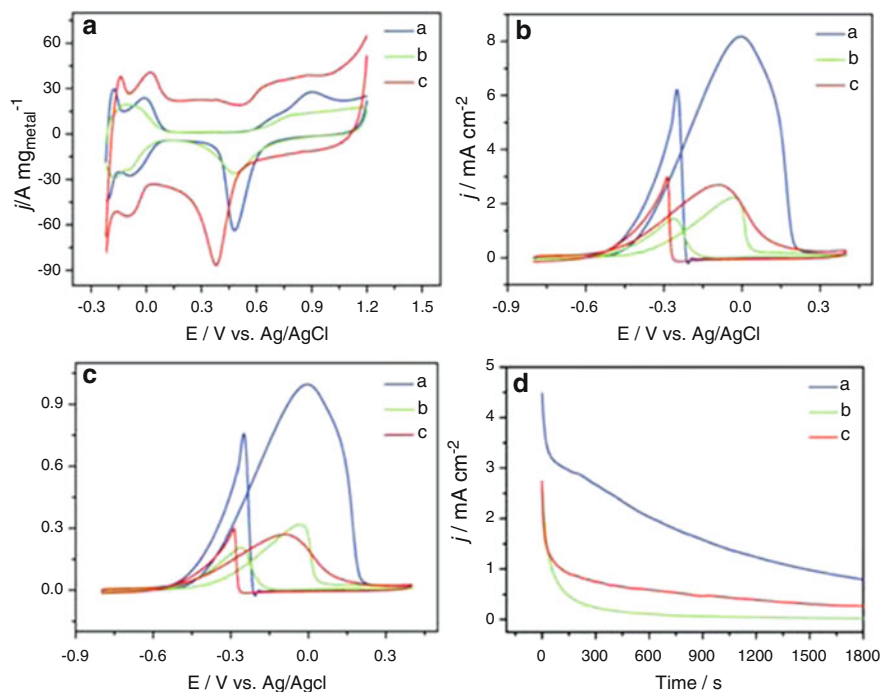 a
a
b
c
j/A mg_metal^-1
60
30
0
-30
-60
-90
-0.3 0.0 0.3 0.6 0.9 1.2 1.5
E / V vs. Ag/AgCl
b
a
b
c
j / mA cm^-2
8
6
4
2
0
-0.9 -0.6 -0.3 0.0 0.3
E / V vs. Ag/AgCl
c
a
b
c
0.9
0.6
0.3
0.0
-0.9 -0.6 -0.3 0.0 0.3
E / V vs. Ag/Agcl
d
a
b
c
j / mA cm^-2
5
4
3
2
1
0
0 300 600 900 1200 1500 1800
Time / s